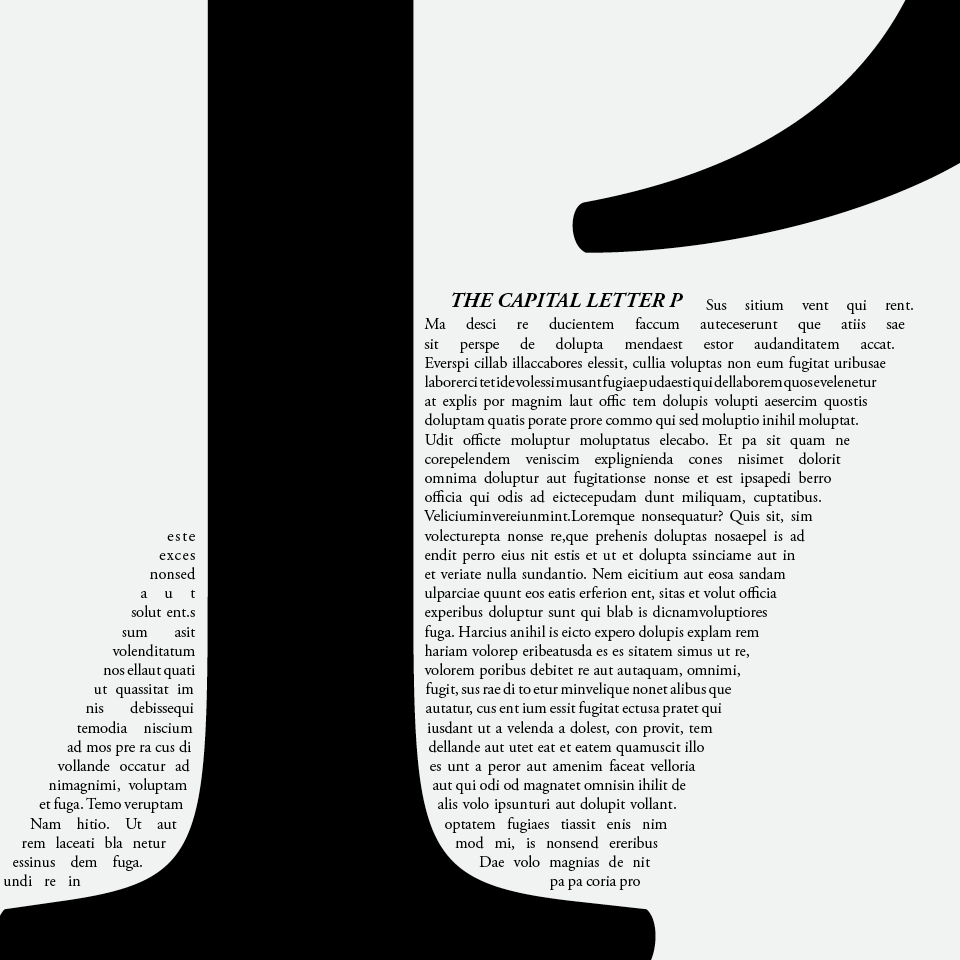 THE CAPITAL LETTER P Sus sitium vent qui rent.
Ma desci re ducientem faccum auteceserunt que atiis sae
sit perspe de dolupta mendaest estor audanditatem accat.
Everspi cillab illaccabores elessit, cullia voluptas non eum fugitat uribusae
laborercitetidevolessimusantfugiaepudaestiquidellaboremquosevelenetur
at explis por magnim laut offic tem dolupis volupti aesercim quostis
doluptam quatis porate prore commo qui sed moluptio inihil moluptat.
Udit officte moluptur moluptatus elecabo. Et pa sit quam ne
corepelendem veniscim explignienda cones nisimet dolorit
omnima doluptur aut fugitationse nonse et est ipsapedi berro
officia qui odis ad eictecepudam dunt miliquam, cuptatibus.
Veliciuminvereiunmint.Loremque nonsequatur? Quis sit, sim
volecturepta nonse re,que prehenis doluptas nosaepel is ad
endit perro eius nit estis et ut et dolupta ssinciame aut in
et veriate nulla sundantio. Nem eicitium aut eosa sandam
ulparciae quunt eos eatis erferion ent, sitas et volut officia
experibus doluptur sunt qui blab is dicnamvoluptiores
fuga. Harcius anihil is eicto expero dolupis explam rem
hariam volorep eribeatusda es es sitatem simus ut re,
volorem poribus debitet re aut autaquam, omnimi,
fugit, sus rae di to etur minvelique nonet alibus que
autatur, cus ent ium essit fugitat ectusa pratet qui
iusdant ut a velenda a dolest, con provit, tem
dellande aut utet eat et eatem quamuscit illo
es unt a peror aut amenim faceat velloria
aut qui odi od magnatet omnisin ihilit de
alis volo ipsunturi aut dolupit vollant.
optatem fugiaes tiassit enis nim
mod mi, is nonsend ereribus
Dae volo magnias de nit
pa pa coria pro
este
exces
nonsed
a u t
solut ent.s
sum asit
volenditatum
nos ellaut quati
ut quassitat im
nis debissequi
temodia niscium
ad mos pre ra cus di
vollande occatur ad
nimagnimi, voluptam
et fuga. Temo veruptam
Nam hitio. Ut aut
rem laceati bla netur
essinus dem fuga.
undi re in